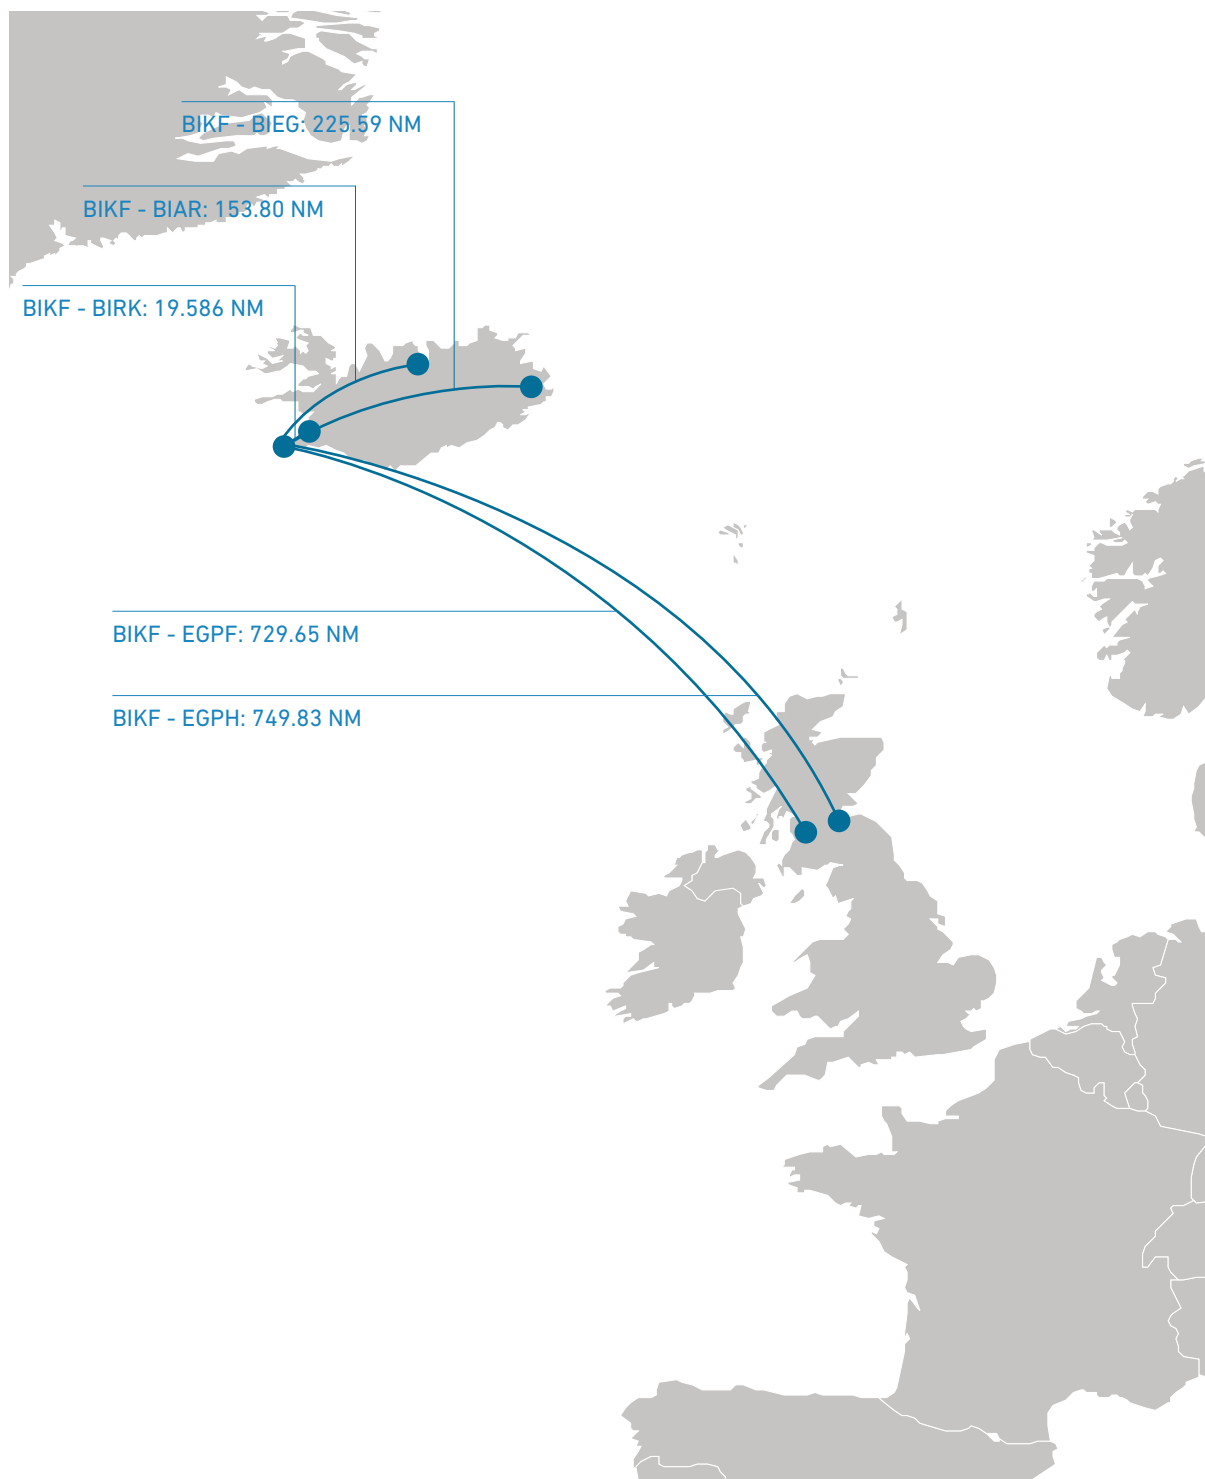 BIKF - BIEG: 225.59 NM
BIKF - BIAR: 153.80 NM
BIKF - BIRK: 19.586 NM
BIKF - EGPF: 729.65 NM
BIKF - EGPH: 749.83 NM